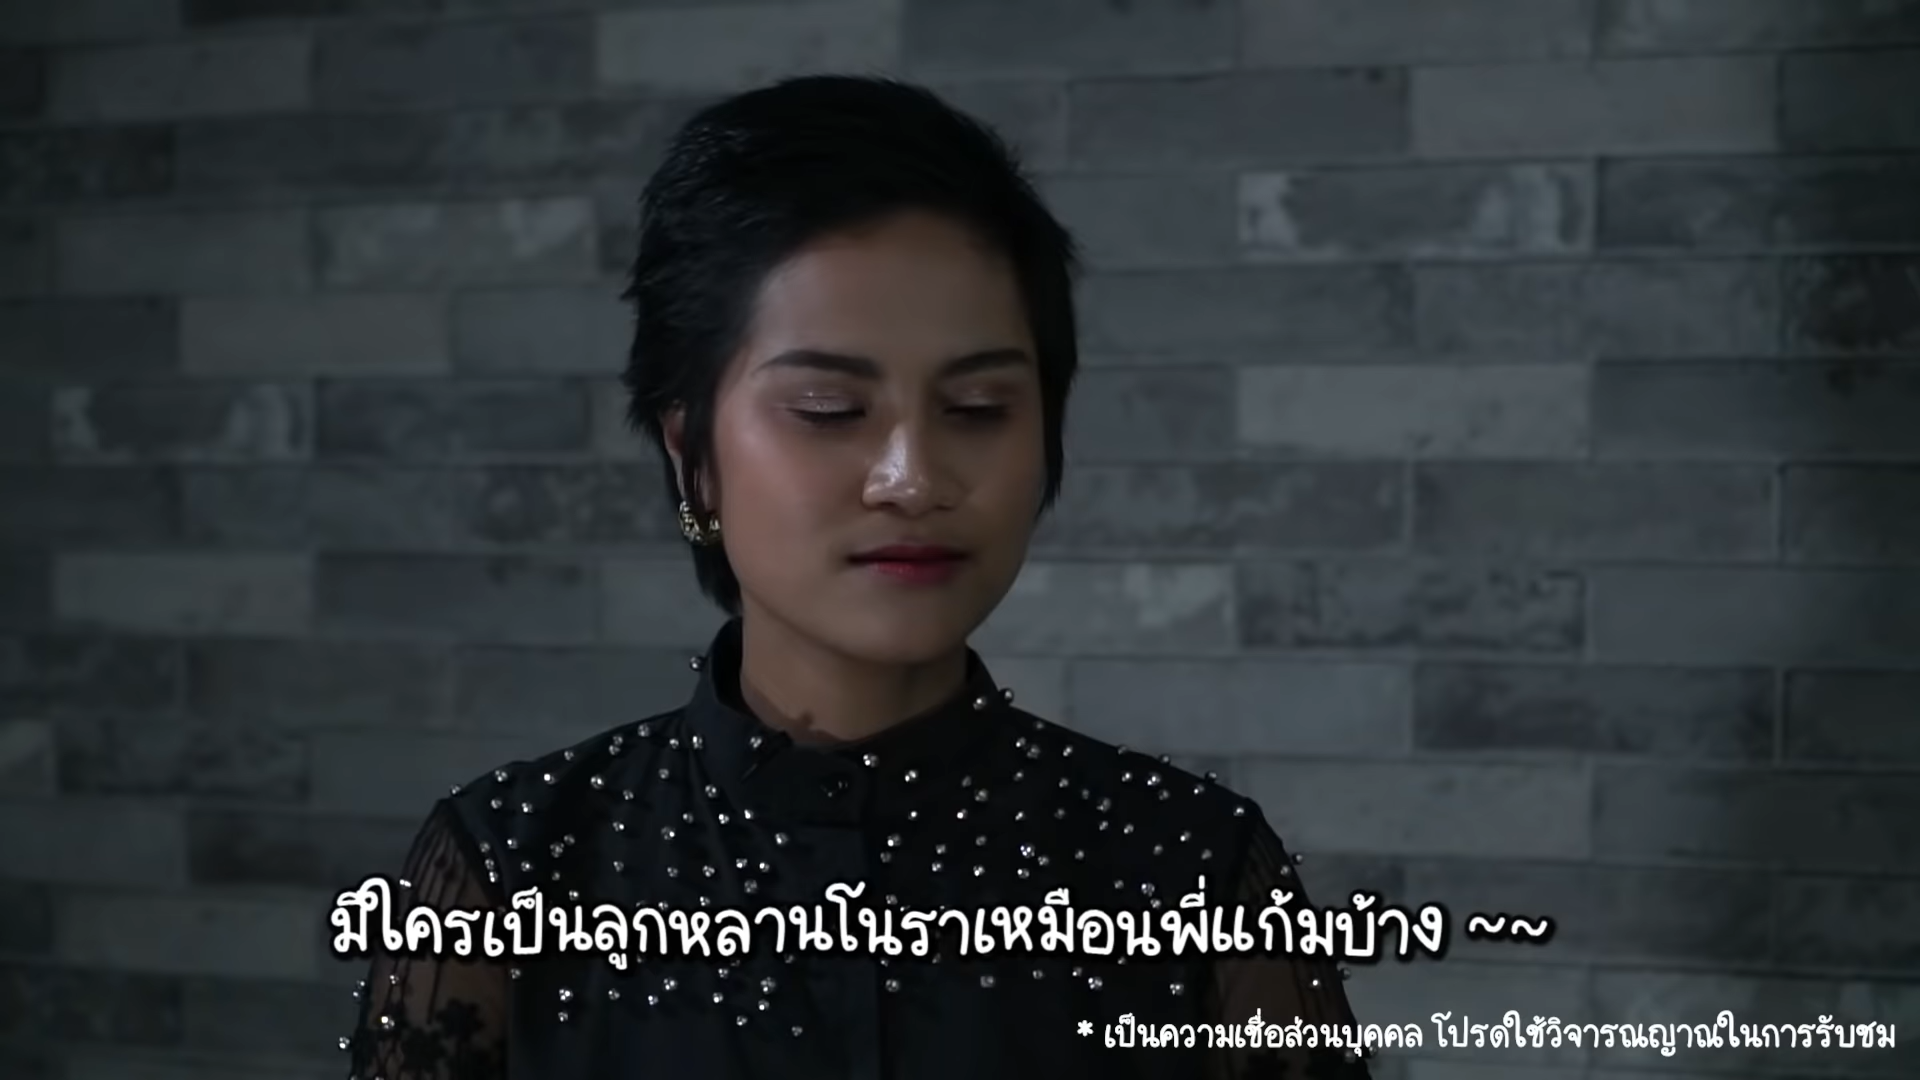 มีใครเป็นลูกหลานโนราเหมือนพี่แก้มบ้าง ~~
* เป็นความเชื่อส่วนบุคคล โปรดใช้วิจารณญาณในการรับชม